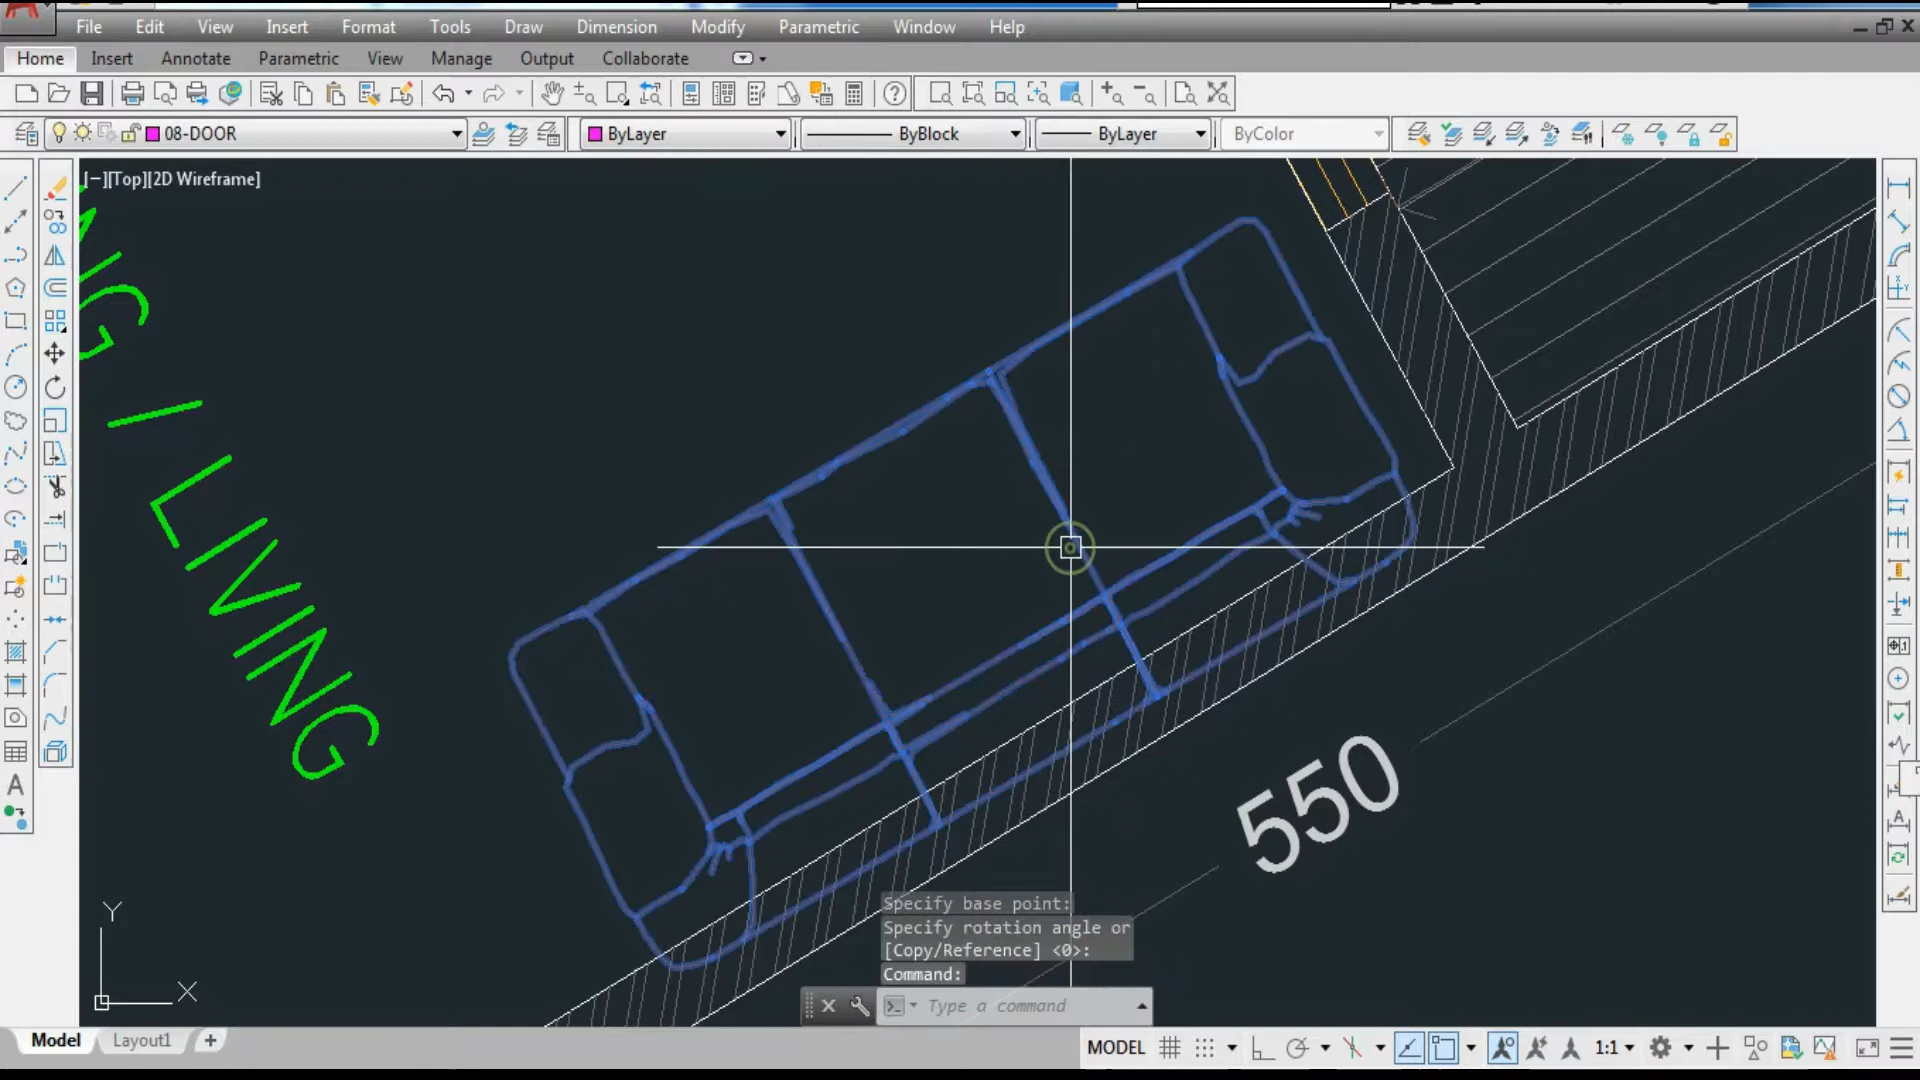 File Edit View Insert Format Tools Draw Dimension Modify Parametric Window Help
Home Insert Annotate Parametric View Manage Output Collaborate
08-DOOR ByLayer ByBlock ByLayer ByColor
[−][Top][2D Wireframe]
NG / LIVING
550
Specify base point:
Specify rotation angle or
[Copy/Reference] <0>:
Command:
Type a command
Y
X
Model Layout1 +
MODEL 1:1